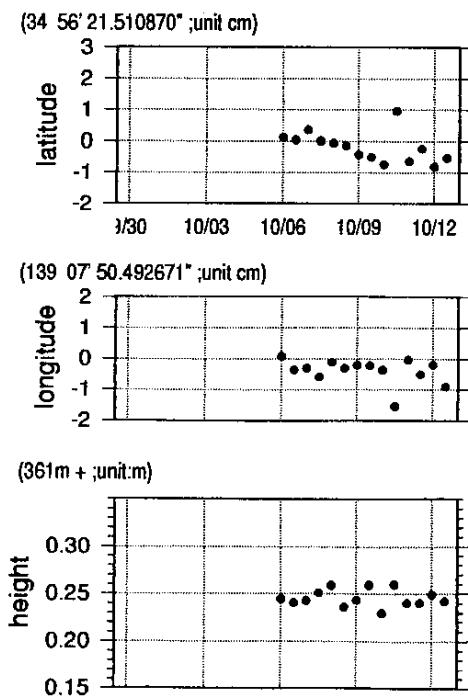 (34 56' 21.510870" ;unit cm)
3
2
1
0
-1
-2
latitude
9/30 10/03 10/06 10/09 10/12
(139 07' 50.492671" ;unit cm)
2
1
0
-1
-2
longitude
(361m + ;unit:m)
0.30
0.25
0.20
0.15
height